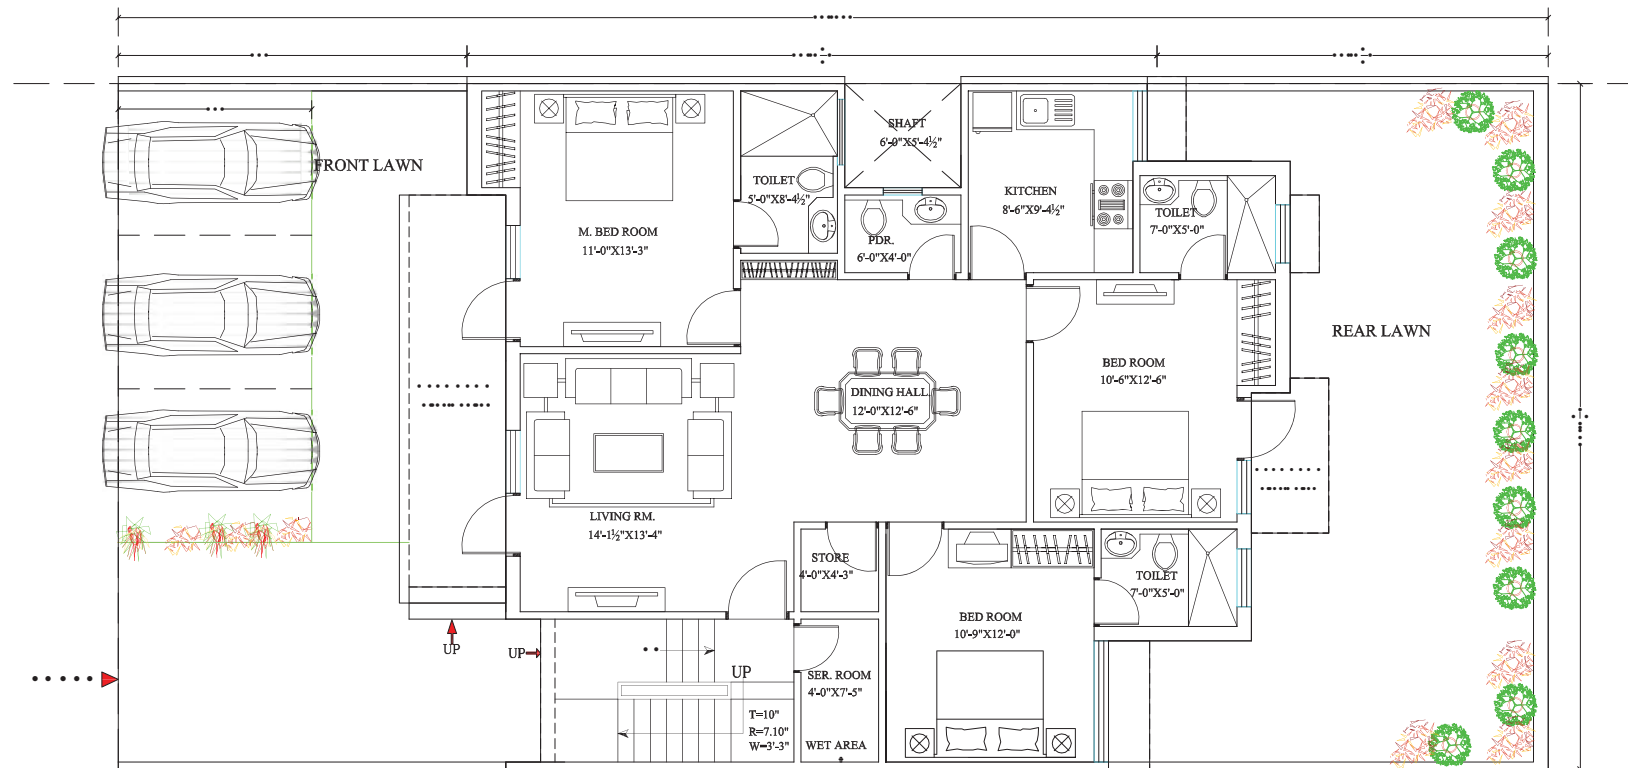 FRONT LAWN
SHAFT
6'-0"X5'-4½"
TOILET
5'-0"X8'-4½"
KITCHEN
8'-6"X9'-4½"
TOILET
7'-0"X5'-0"
M. BED ROOM
11'-0"X13'-3"
PDR.
6'-0"X4'-0"
REAR LAWN
BED ROOM
10'-6"X12'-6"
DINING HALL
12'-0"X12'-6"
LIVING RM.
14'-1½"X13'-4"
STORE
4'-0"X4'-3"
TOILET
7'-0"X5'-0"
BED ROOM
10'-9"X12'-0"
UP
UP
UP
SER. ROOM
4'-0"X7'-5"
T=10"
R=7.10"
W=3'-3"
WET AREA